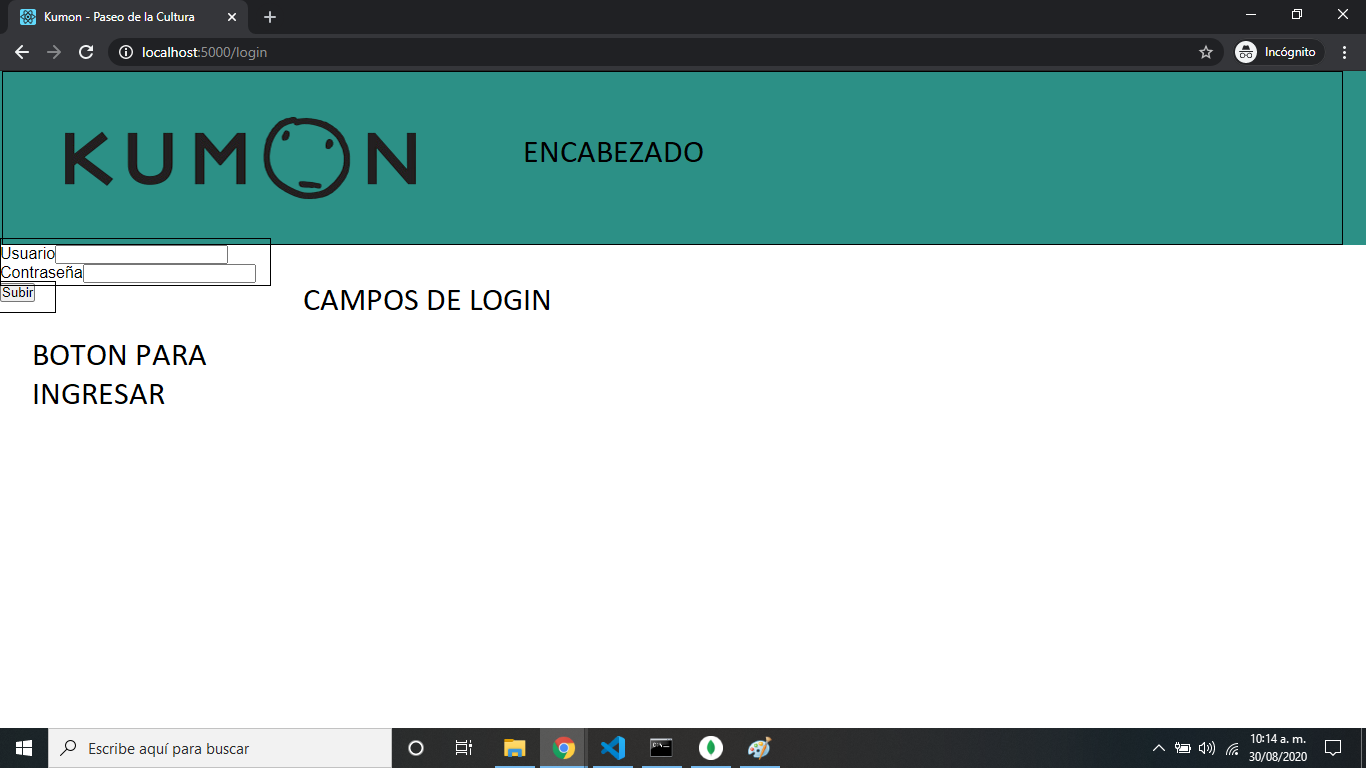 Kumon - Paseo de la Cultura
localhost:5000/login
Incógnito
KUMON
ENCABEZADO
Usuario
Contraseña
Subir
CAMPOS DE LOGIN
BOTON PARA
INGRESAR
Escribe aquí para buscar
10:14 a. m.
30/08/2020